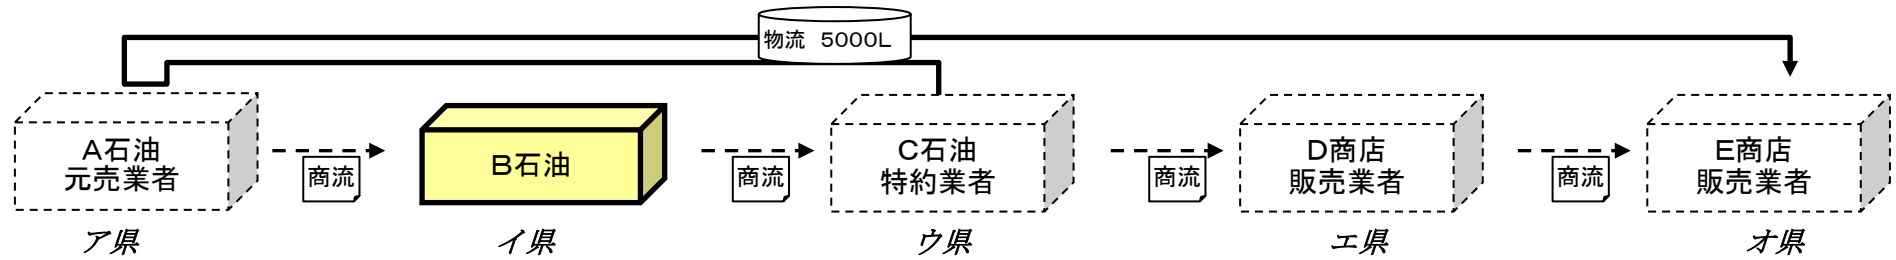 物流　5000L
A石油
元売業者
商流
B石油
商流
C石油
特約業者
商流
D商店
販売業者
商流
E商店
販売業者
ア県
イ県
ウ県
エ県
オ県